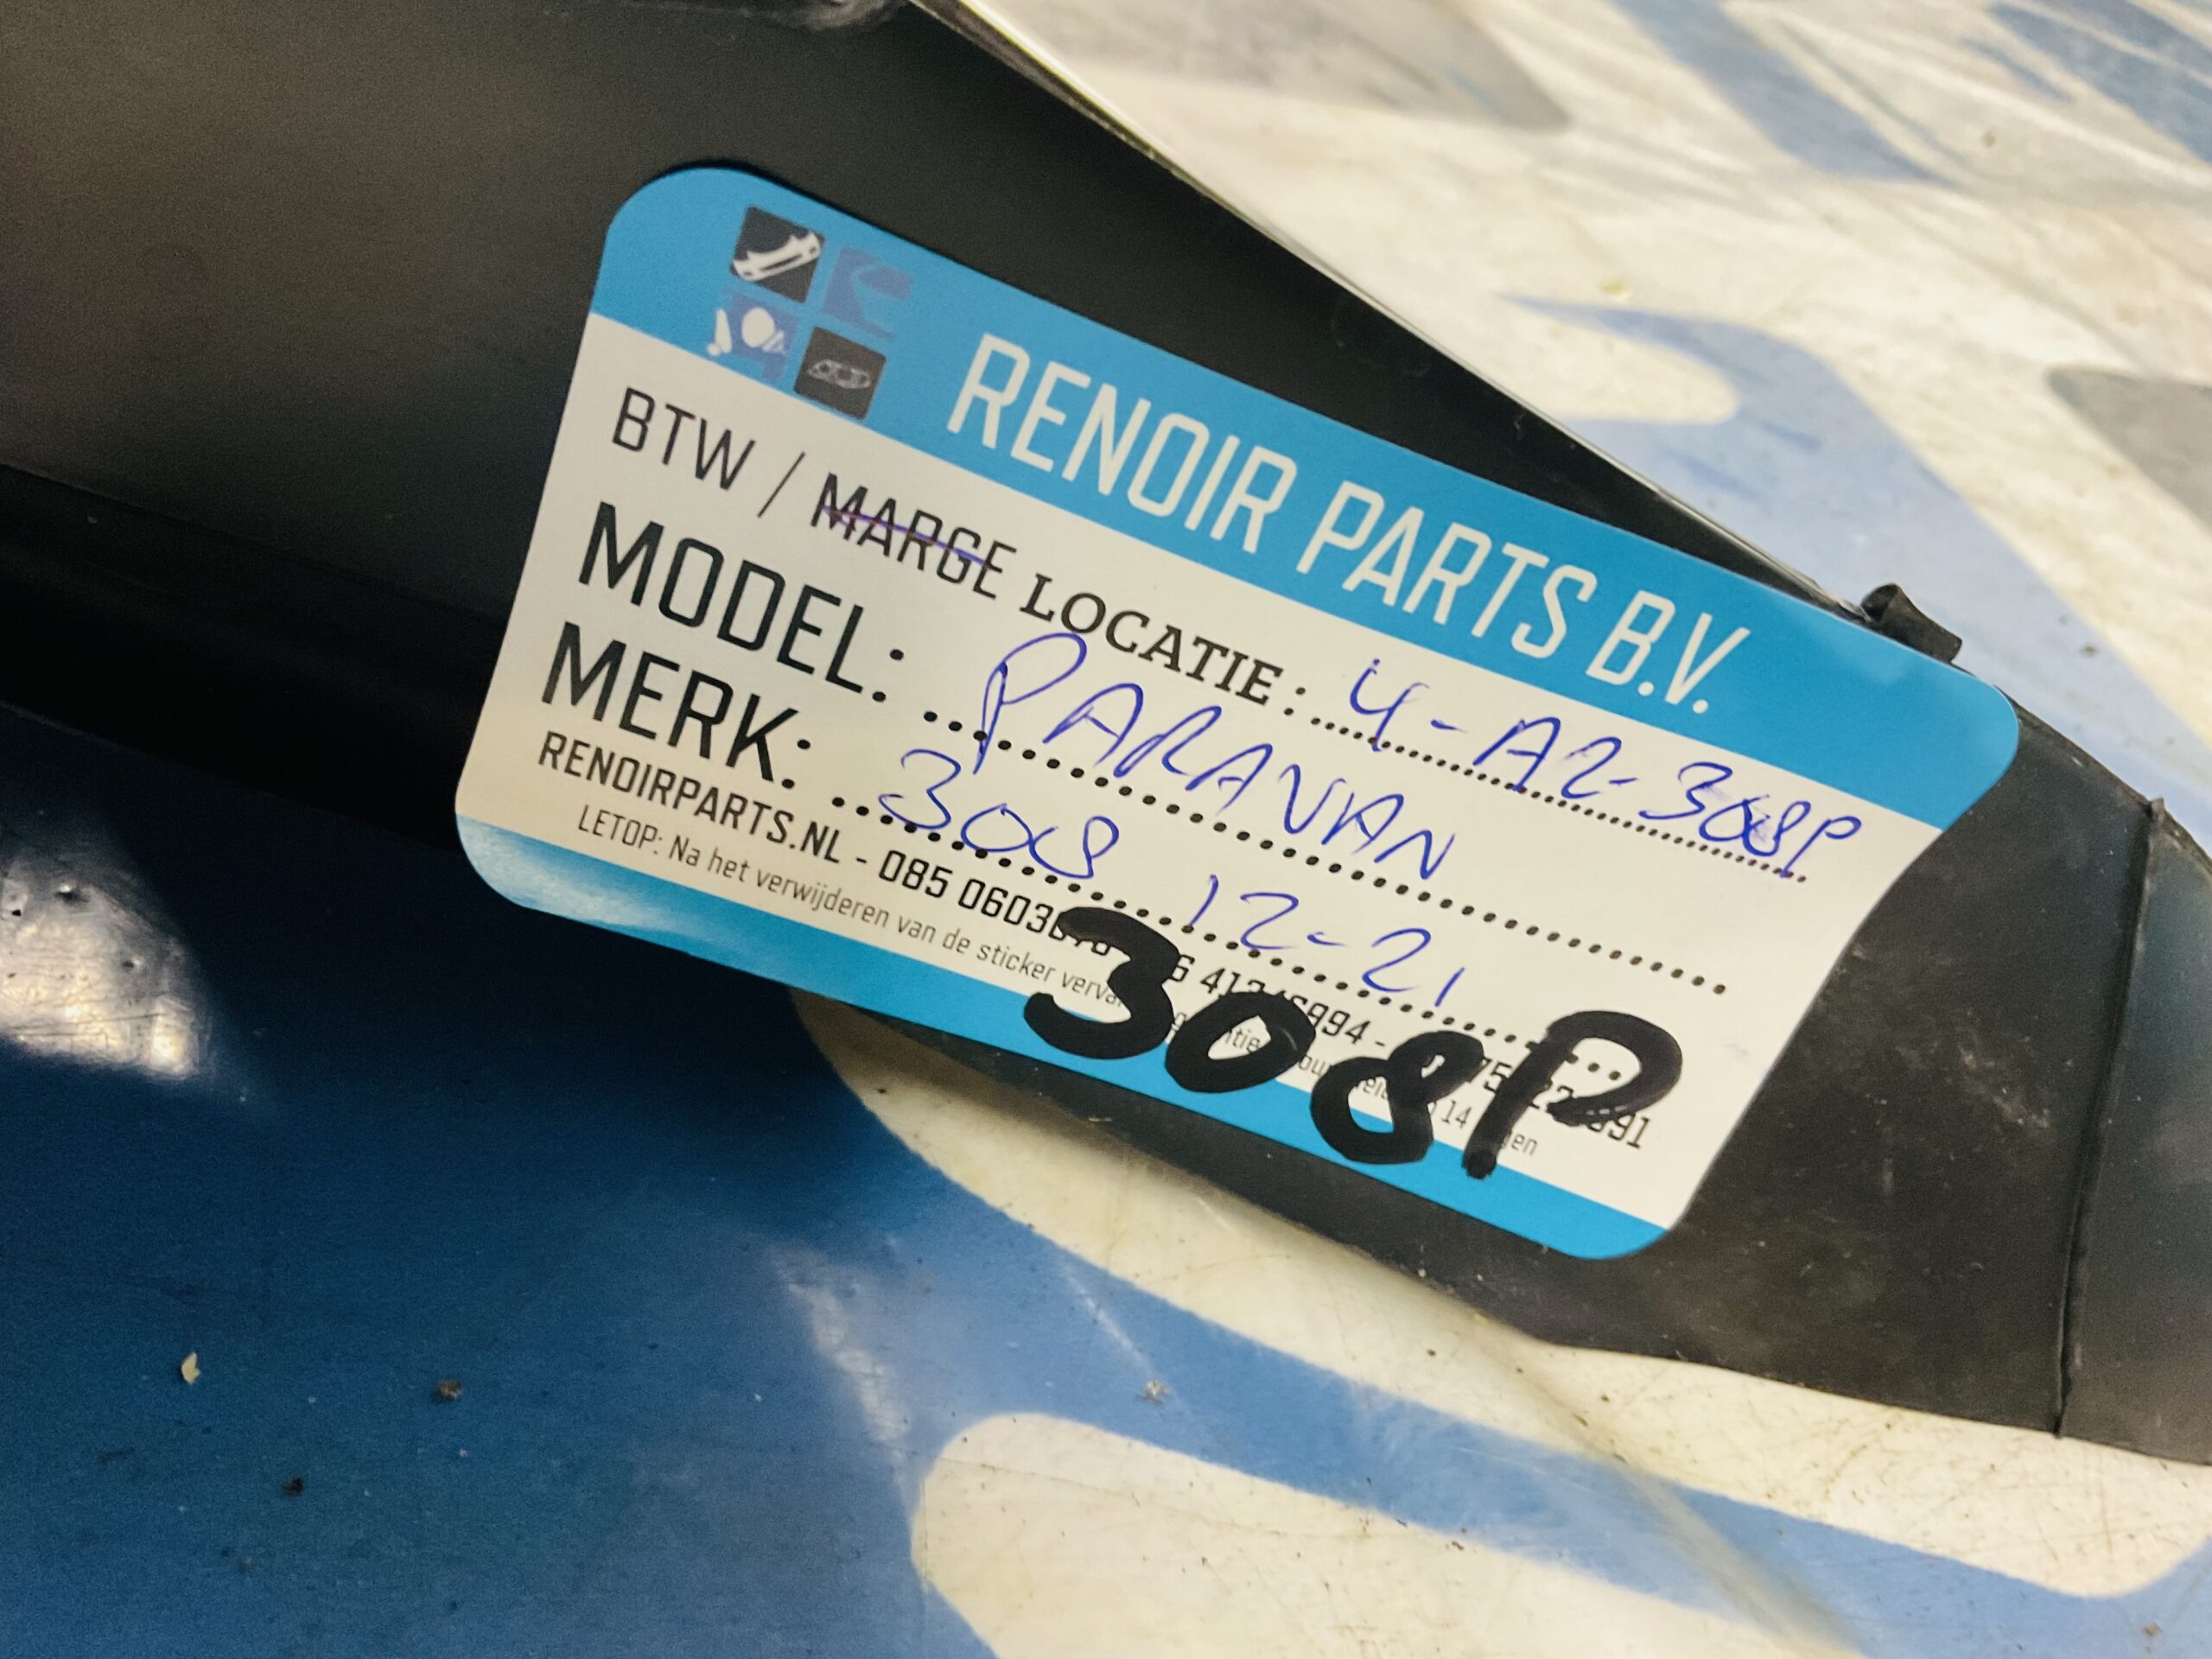 RENOIR PARTS B.V.
BTW / MARGE LOCATIE: 4-A2-308P
MODEL: PARAVAN
MERK: 308 12-21
RENOIRPARTS.NL - 085 0603
LETOP: Na het verwijderen van de sticker 14
308P